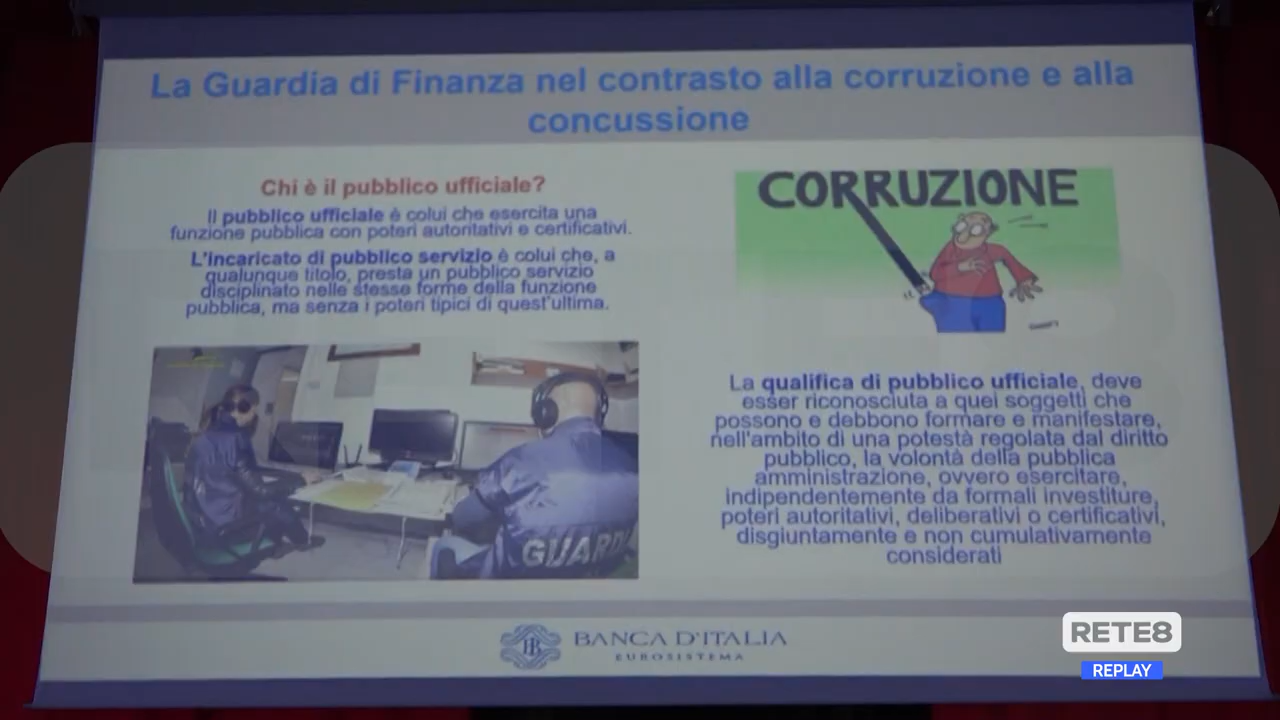 La Guardia di Finanza nel contrasto alla corruzione e alla
concussione
Chi è il pubblico ufficiale?
Il pubblico ufficiale è colui che esercita una
funzione pubblica con poteri autoritativi e certificativi.
L'incaricato di pubblico servizio è colui che, a
qualunque titolo, presta un pubblico servizio
disciplinato nelle stesse forme della funzione
pubblica, ma senza i poteri tipici di quest'ultima.
CORRUZIONE
La qualifica di pubblico ufficiale, deve
esser riconosciuta a quei soggetti che
possono e debbono formare e manifestare,
nell'ambito di una potestà regolata dal diritto
pubblico, la volontà della pubblica
amministrazione, ovvero esercitare,
indipendentemente da formali investiture,
poteri autoritativi, deliberativi o certificativi,
disgiuntamente e non cumulativamente
considerati
GUARDI
BANCA D'ITALIA
EUROSISTEMA
RETE8
REPLAY